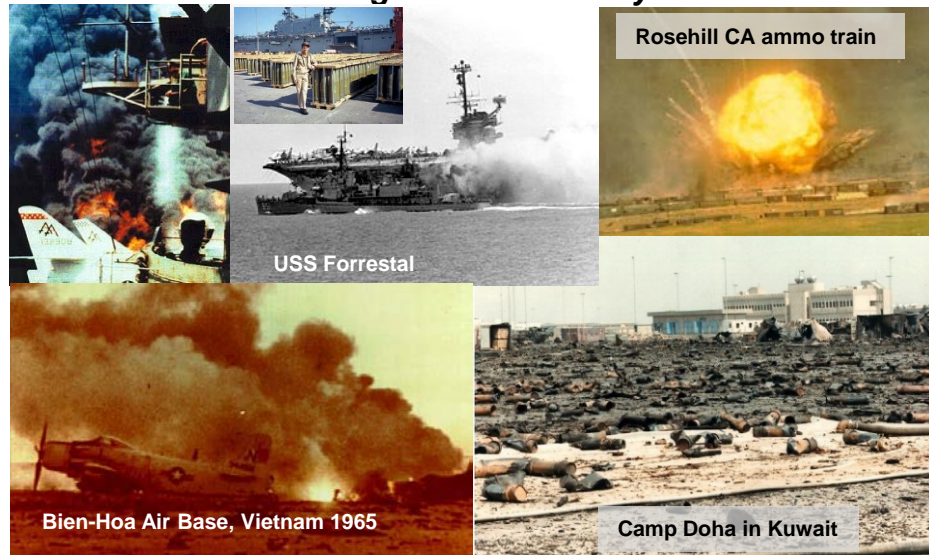 Rosehill CA ammo train
USS Forrestal
Bien-Hoa Air Base, Vietnam 1965
Camp Doha in Kuwait